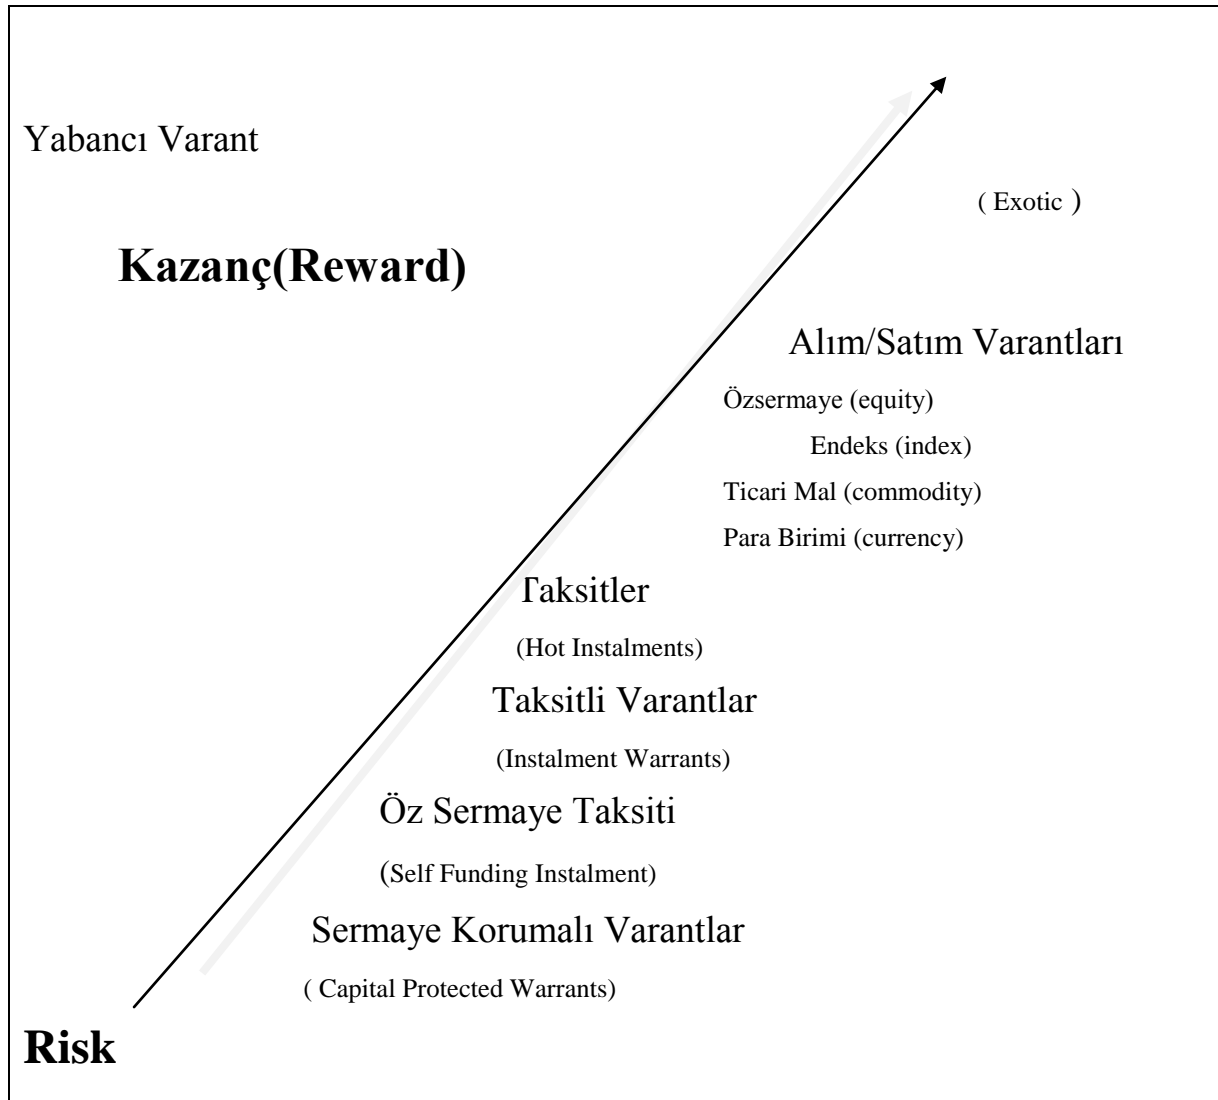 Yabancı Varant
( Exotic )
Kazanç(Reward)
Alım/Satım Varantları
Özsermaye (equity)
Endeks (index)
Ticari Mal (commodity)
Para Birimi (currency)
Taksitler
(Hot Instalments)
Taksitli Varantlar
(Instalment Warrants)
Öz Sermaye Taksiti
(Self Funding Instalment)
Sermaye Korumalı Varantlar
( Capital Protected Warrants)
Risk